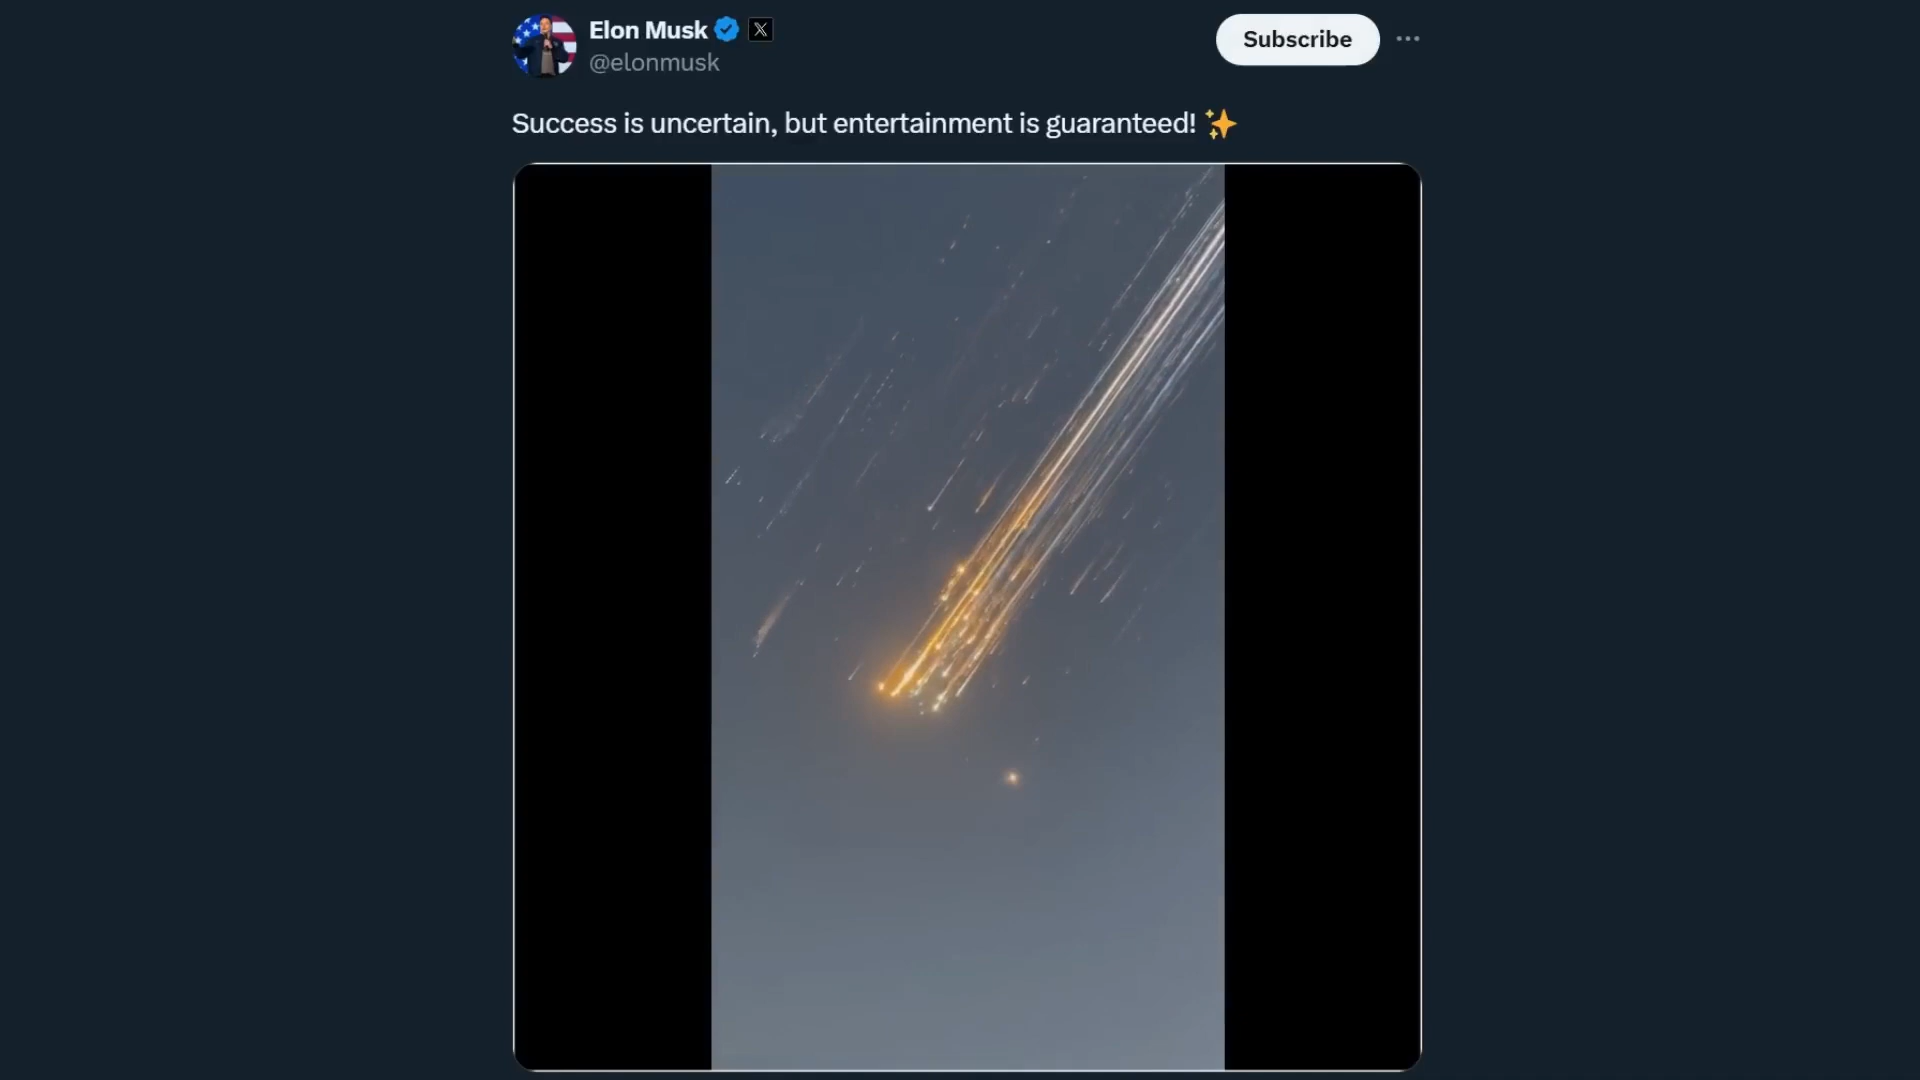 Elon Musk
@elonmusk
Subscribe
Success is uncertain, but entertainment is guaranteed! ✨